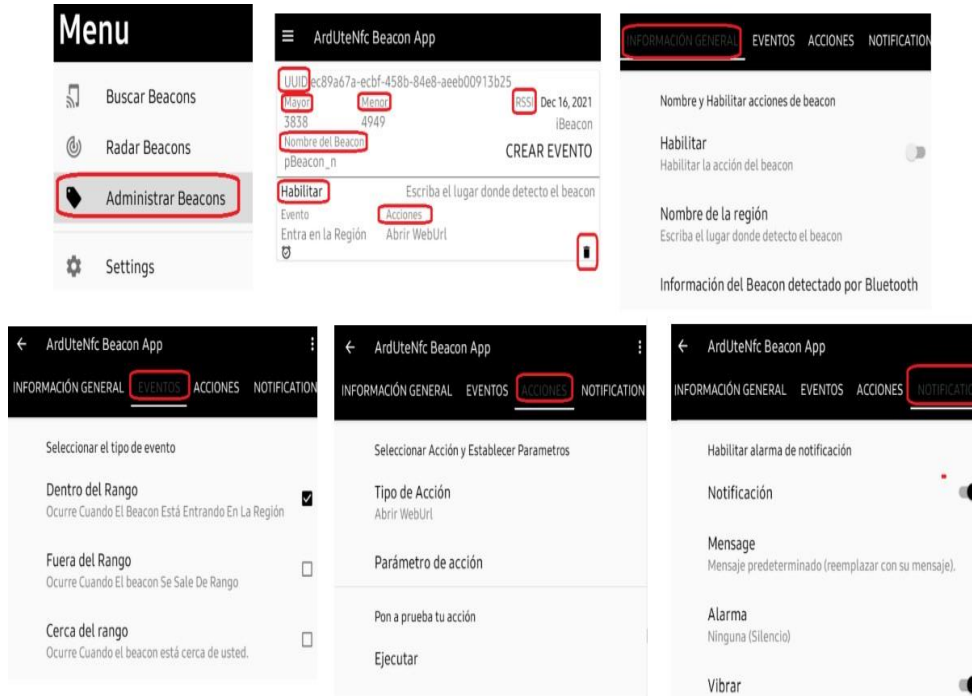 Menu
Buscar Beacons
Radar Beacons
Administrar Beacons
Settings
ArdUteNfc Beacon App
UUID ec89a67a-ecbf-458b-84e8-aeeb00913b25
Mayor Menor RSSI Dec 16, 2021
3838 4949 iBeacon
Nombre del Beacon
pBeacon_n CREAR EVENTO
Habilitar Escriba el lugar donde detecto el beacon
Evento Acciones
Entra en la Región Abrir WebUrl
INFORMACIÓN GENERAL EVENTOS ACCIONES NOTIFICATION
Nombre y Habilitar acciones de beacon
Habilitar
Habilitar la acción del beacon
Nombre de la región
Escriba el lugar donde detecto el beacon
Información del Beacon detectado por Bluetooth
ArdUteNfc Beacon App
INFORMACIÓN GENERAL EVENTOS ACCIONES NOTIFICATION
Seleccionar el tipo de evento
Dentro del Rango
Ocurre Cuando El Beacon Está Entrando En La Región
Fuera del Rango
Ocurre Cuando El beacon Se Sale De Rango
Cerca del rango
Ocurre Cuando el beacon está cerca de usted.
ArdUteNfc Beacon App
INFORMACIÓN GENERAL EVENTOS ACCIONES NOTIFICATION
Seleccionar Acción y Establecer Parametros
Tipo de Acción
Abrir WebUrl
Parámetro de acción
Pon a prueba tu acción
Ejecutar
ArdUteNfc Beacon App
INFORMACIÓN GENERAL EVENTOS ACCIONES NOTIFICATIO
Habilitar alarma de notificación
Notificación
Mensage
Mensaje predeterminado (reemplazar con su mensaje).
Alarma
Ninguna (Silencio)
Vibrar